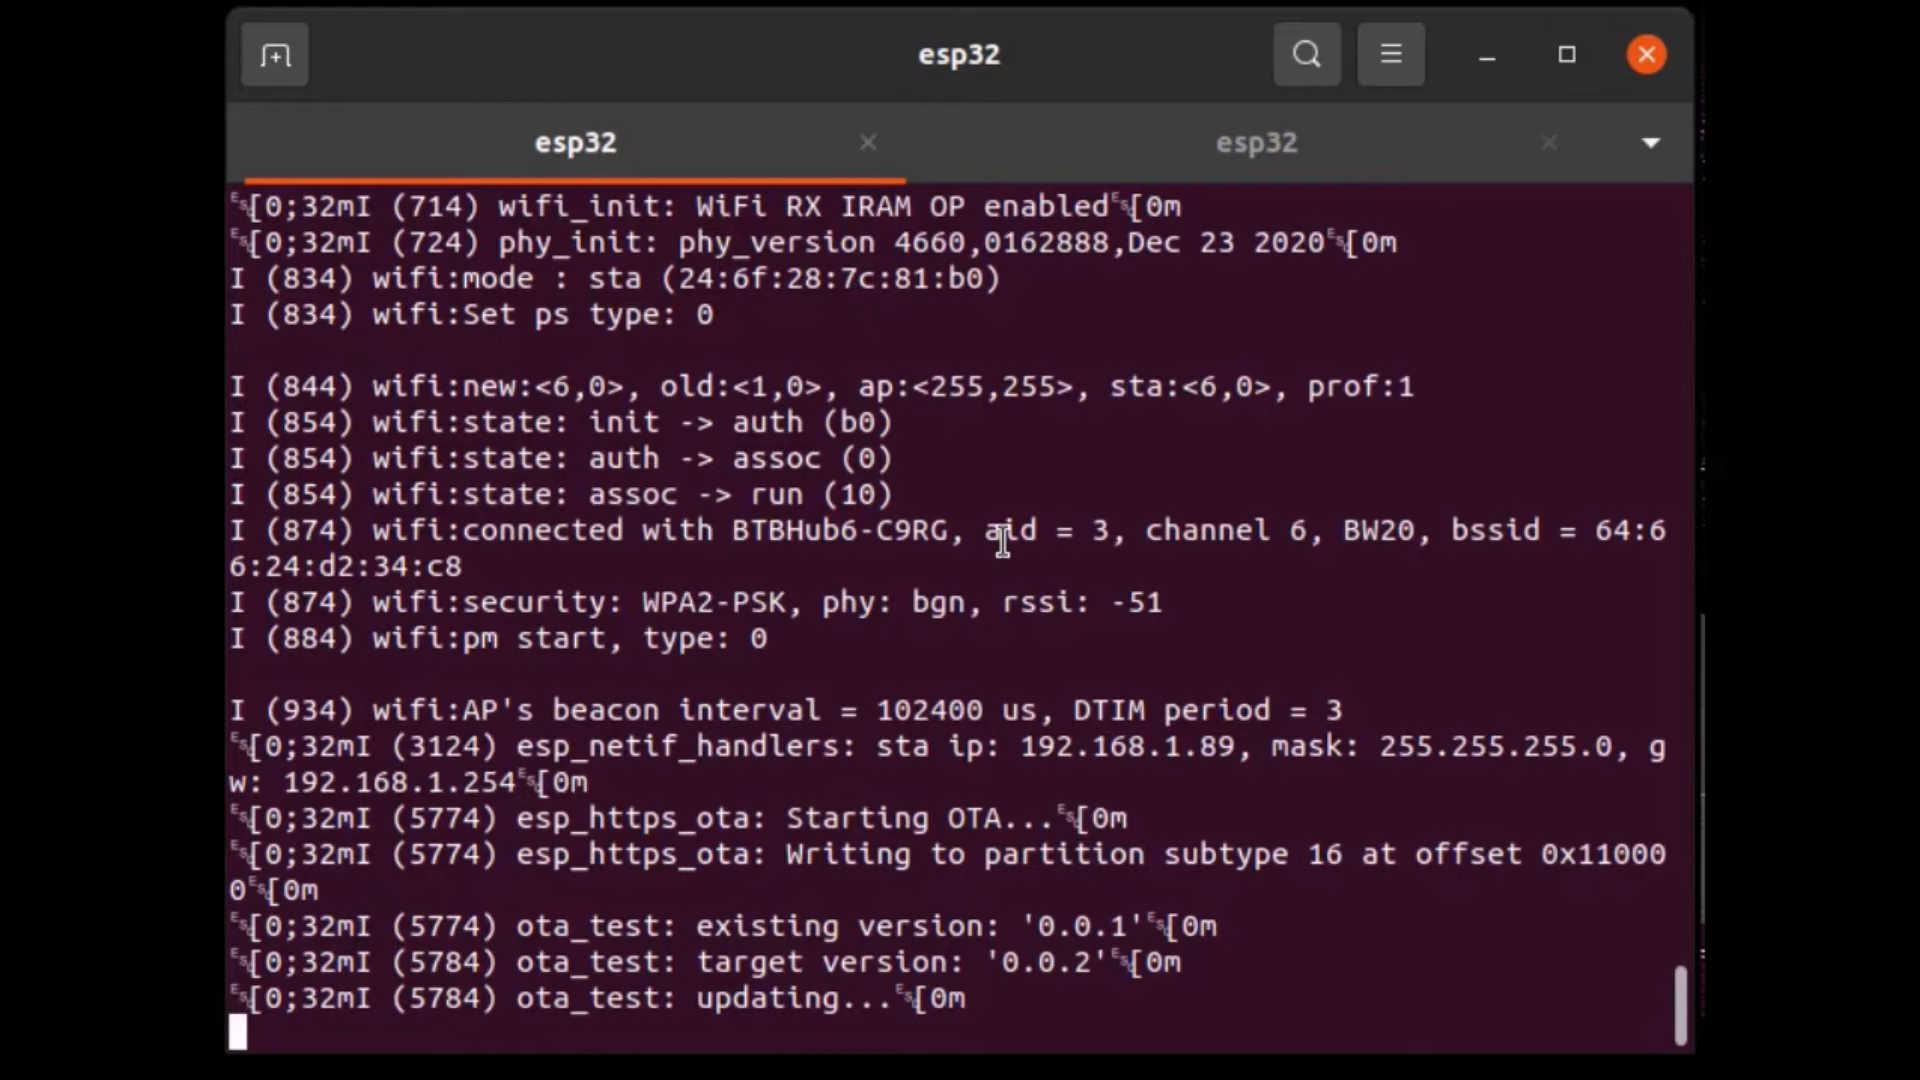 esp32
esp32
esp32
␛[0;32mI (714) wifi_init: WiFi RX IRAM OP enabled␛[0m
␛[0;32mI (724) phy_init: phy_version 4660,0162888,Dec 23 2020␛[0m
I (834) wifi:mode : sta (24:6f:28:7c:81:b0)
I (834) wifi:Set ps type: 0
I (844) wifi:new:<6,0>, old:<1,0>, ap:<255,255>, sta:<6,0>, prof:1
I (854) wifi:state: init -> auth (b0)
I (854) wifi:state: auth -> assoc (0)
I (854) wifi:state: assoc -> run (10)
I (874) wifi:connected with BTBHub6-C9RG, aid = 3, channel 6, BW20, bssid = 64:6
6:24:d2:34:c8
I (874) wifi:security: WPA2-PSK, phy: bgn, rssi: -51
I (884) wifi:pm start, type: 0
I (934) wifi:AP's beacon interval = 102400 us, DTIM period = 3
␛[0;32mI (3124) esp_netif_handlers: sta ip: 192.168.1.89, mask: 255.255.255.0, g
w: 192.168.1.254␛[0m
␛[0;32mI (5774) esp_https_ota: Starting OTA...␛[0m
␛[0;32mI (5774) esp_https_ota: Writing to partition subtype 16 at offset 0x11000
0␛[0m
␛[0;32mI (5774) ota_test: existing version: '0.0.1'␛[0m
␛[0;32mI (5784) ota_test: target version: '0.0.2'␛[0m
␛[0;32mI (5784) ota_test: updating...␛[0m